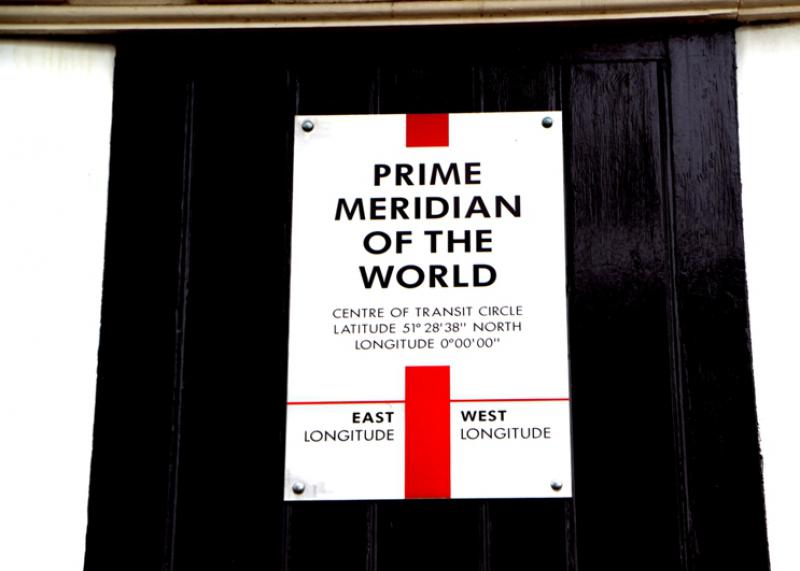 PRIME
MERIDIAN
OF THE
WORLD
CENTRE OF TRANSIT CIRCLE
LATITUDE 51° 28'38" NORTH
LONGITUDE 0°00'00"
EAST
LONGITUDE
WEST
LONGITUDE